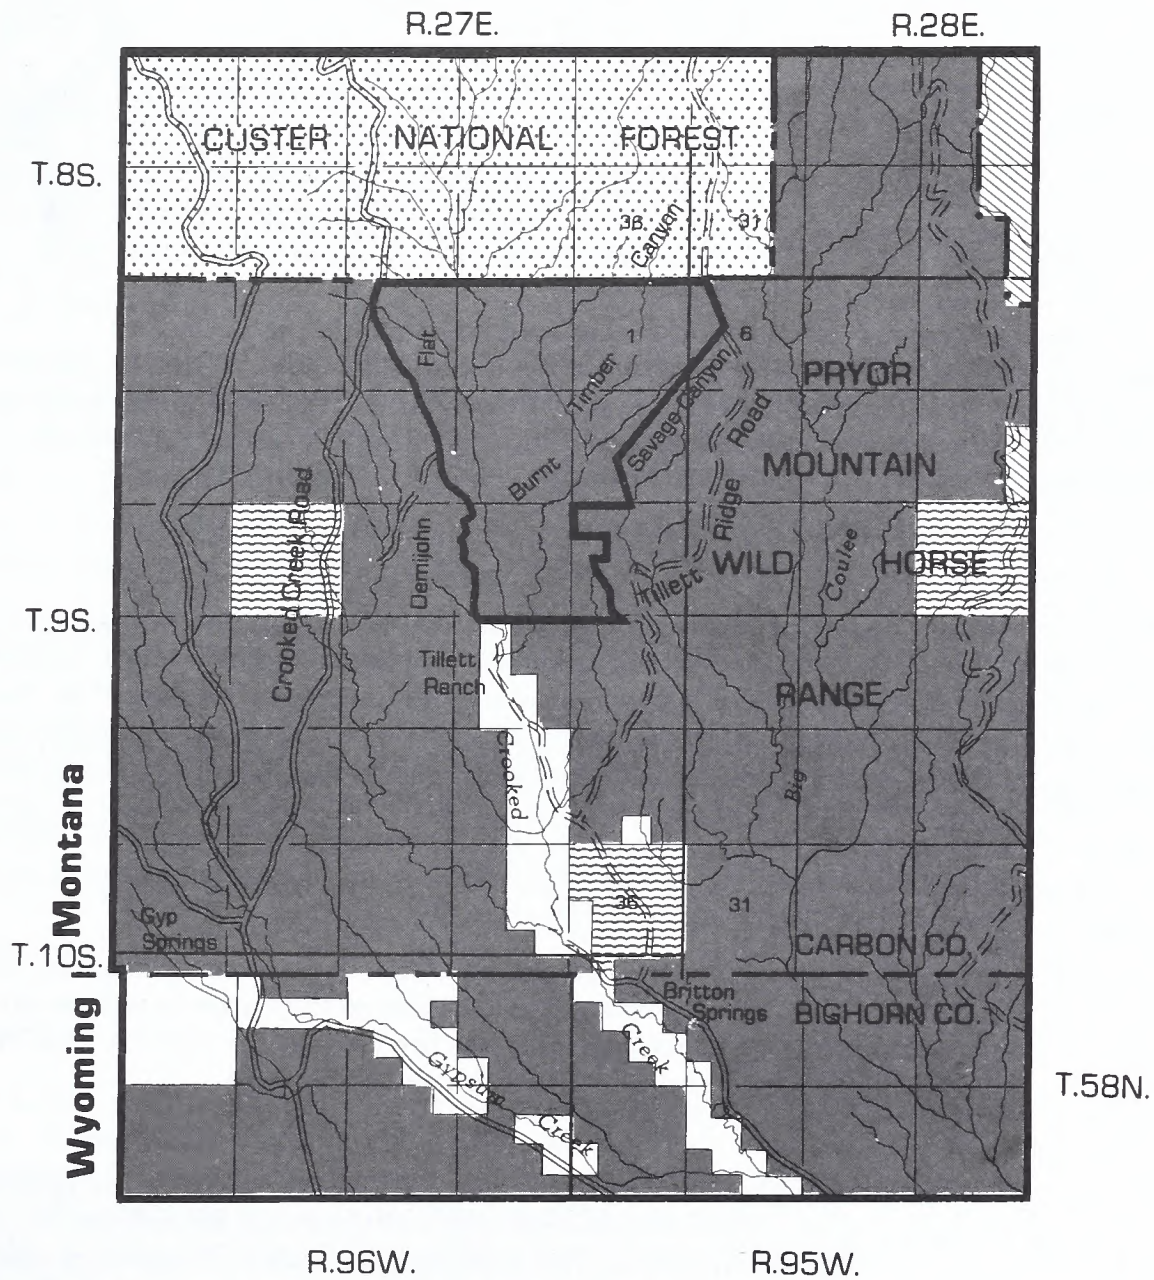 R.27E. R.28E.
CUSTER NATIONAL FOREST
T.8S.
36 31
Canyon
Flat 1 6
PRYOR
Timber
Savage Canyon
Road
MOUNTAIN
Burnt
Ridge
Crooked Creek Road
Demijohn
WILD HORSE
Coulee
Tillett
T.9S.
Tillett
Ranch
RANGE
Crooked
Big
Montana
36 31
Gyp
Springs
CARBON CO.
T.10S.
Britton
Springs
BIGHORN CO.
Wyoming
Creek
Gypsum
Creek
T.58N.
R.96W. R.95W.